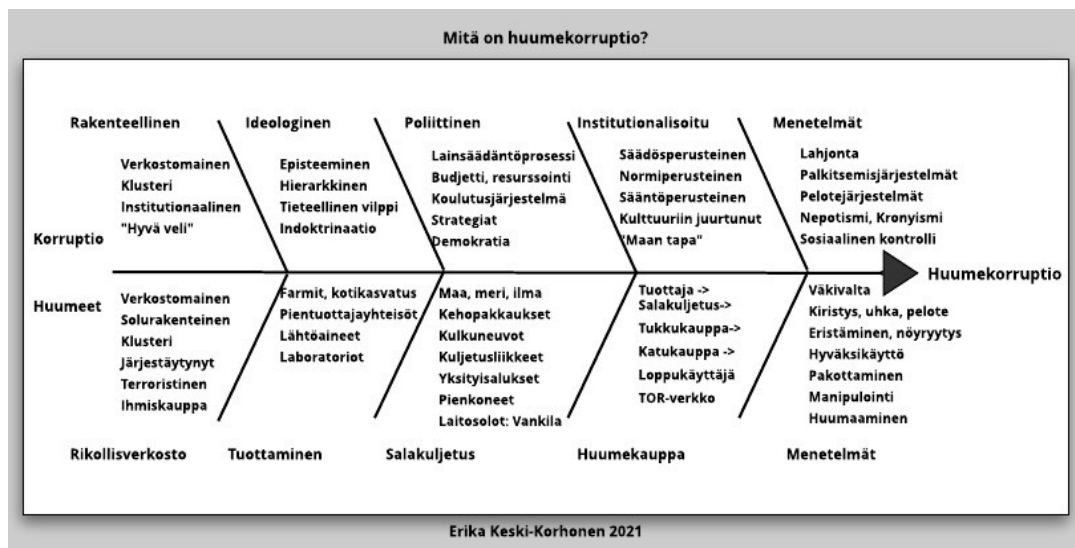 Mitä on huumekorruptio?
Rakenteellinen
Verkostomainen
Klusteri
Institutionaalinen
"Hyvä veli"
Ideologinen
Episteeminen
Hierarkkinen
Tieteellinen vilppi
Indoktrinaatio
Poliittinen
Lainsäädäntöprosessi
Budjetti, resurssointi
Koulutusjärjestelmä
Strategiat
Demokratia
Institutionalisoitu
Säädösperusteinen
Normiperusteinen
Sääntöperusteinen
Kulttuuriin juurtunut
"Maan tapa"
Menetelmät
Lahjonta
Palkitsemisjärjestelmät
Pelotejärjestelmät
Nepotismi, Kronyismi
Sosiaalinen kontrolli
Korruptio
Huumekorruptio
Huumeet
Verkostomainen
Solurakenteinen
Klusteri
Järjestäytynyt
Terroristinen
Ihmiskauppa
Rikollisverkosto
Farmit, kotikasvatus
Pientuottajayhteisöt
Lähtöaineet
Laboratoriot
Tuottaminen
Maa, meri, ilma
Kehopakkaukset
Kulkuneuvot
Kuljetusliikkeet
Yksityisalukset
Pienkoneet
Laitosolot: Vankila
Salakuljetus
Tuottaja ->
Salakuljetus->
Tukkukauppa->
Katukauppa ->
Loppukäyttäjä
TOR-verkko
Huumekauppa
Väkivalta
Kiristys, uhka, pelote
Eristäminen, nöyryytys
Hyväksikäyttö
Pakottaminen
Manipulointi
Huumaaminen
Menetelmät
Erika Keski-Korhonen 2021